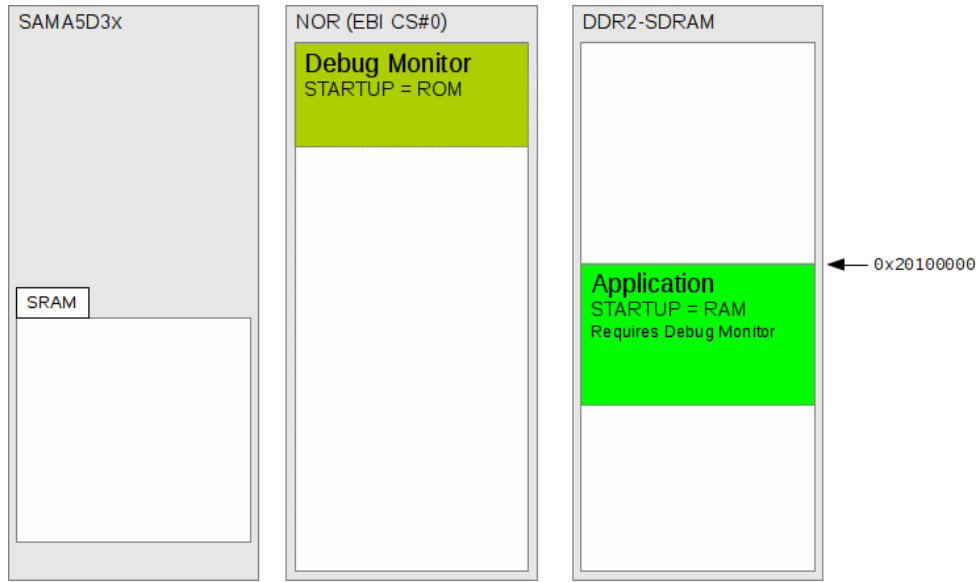 SAMA5D3x
SRAM
NOR (EBI CS#0)
Debug Monitor
STARTUP = ROM
DDR2-SDRAM
Application
STARTUP = RAM
Requires Debug Monitor
0x20100000